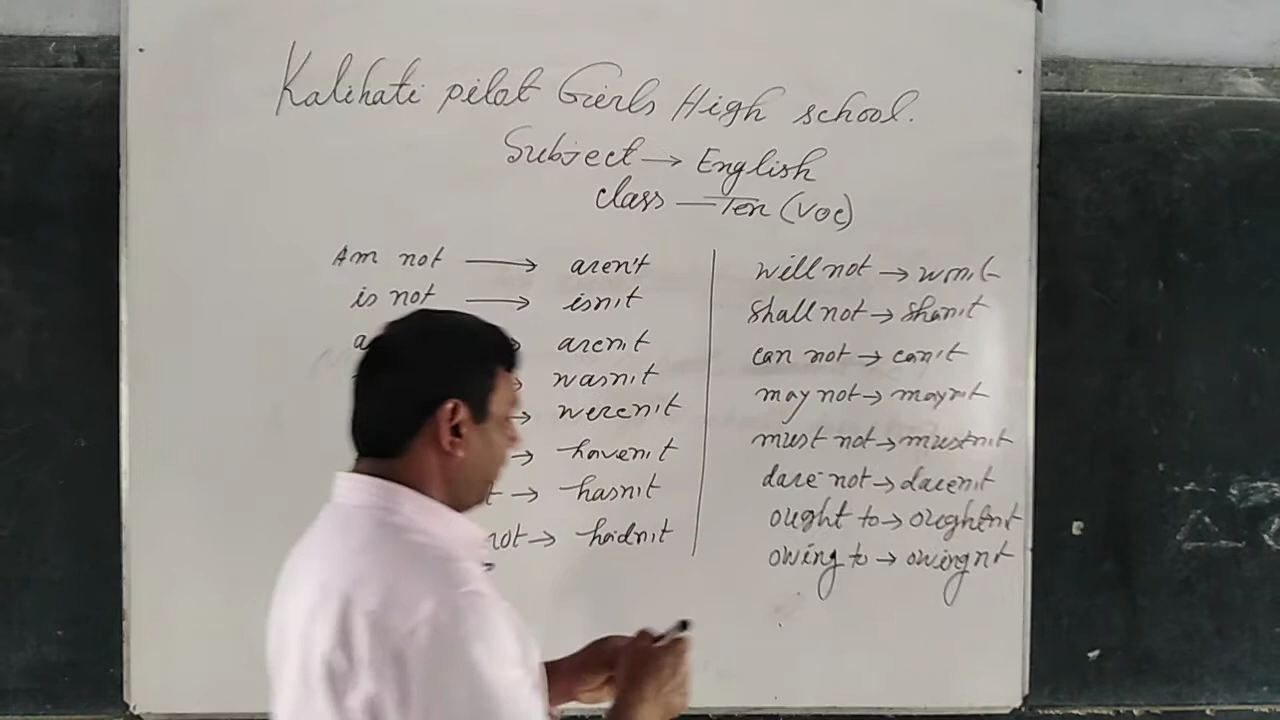 Kalihati pilot Girls High school.
Subject → English
class — Ten (voc)
Am not → aren't
is not → isn't
a → aren't
→ wasn't
→ weren't
→ haven't
t → hasn't
not → hadn't
will not → won't
Shall not → shan't
can not → can't
may not → mayn't
must not → mustn't
dare not → daren't
ought to → oughtn't
owing to → owingnt